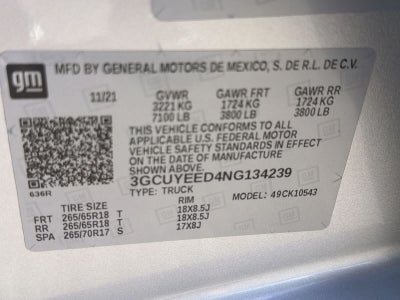 gm
MFD BY GENERAL MOTORS DE MEXICO, S. DE R.L. DE C.V.
11/21 GVWR GAWR FRT GAWR RR
3221 KG 1724 KG 1724 KG
7100 LB 3800 LB 3800 LB
THIS VEHICLE CONFORMS TO ALL
APPLICABLE U.S. FEDERAL MOTOR
VEHICLE SAFETY STANDARDS IN EFFECT
ON THE DATE OF MANUFACTURE
SHOWN ABOVE.
3GCUYEED4NG134239
636R TYPE: TRUCK MODEL: 49CK10543
TIRE SIZE RIM
FRT 265/65R18 T 18X8.5J
RR 265/65R18 T 18X8.5J
SPA 265/70R17 S 17X8J